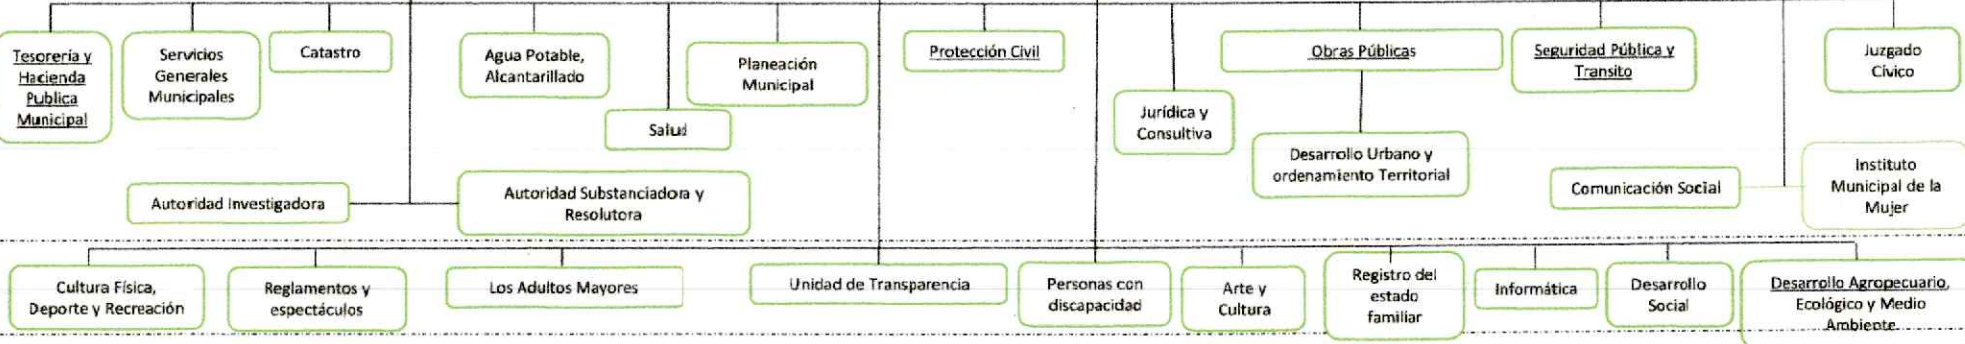 Tesorería y
Hacienda
Publica
Municipal
Servicios
Generales
Municipales
Catastro
Agua Potable,
Alcantarillado
Salud
Planeación
Municipal
Protección Civil
Jurídica y
Consultiva
Obras Públicas
Desarrollo Urbano y
ordenamiento Territorial
Seguridad Pública y
Transito
Juzgado
Cívico
Autoridad Investigadora
Autoridad Substanciadora y
Resolutora
Comunicación Social
Instituto
Municipal de la
Mujer
Cultura Física,
Deporte y Recreación
Reglamentos y
espectáculos
Los Adultos Mayores
Unidad de Transparencia
Personas con
discapacidad
Arte y
Cultura
Registro del
estado
familiar
Informática
Desarrollo
Social
Desarrollo Agropecuario,
Ecológico y Medio
Ambiente